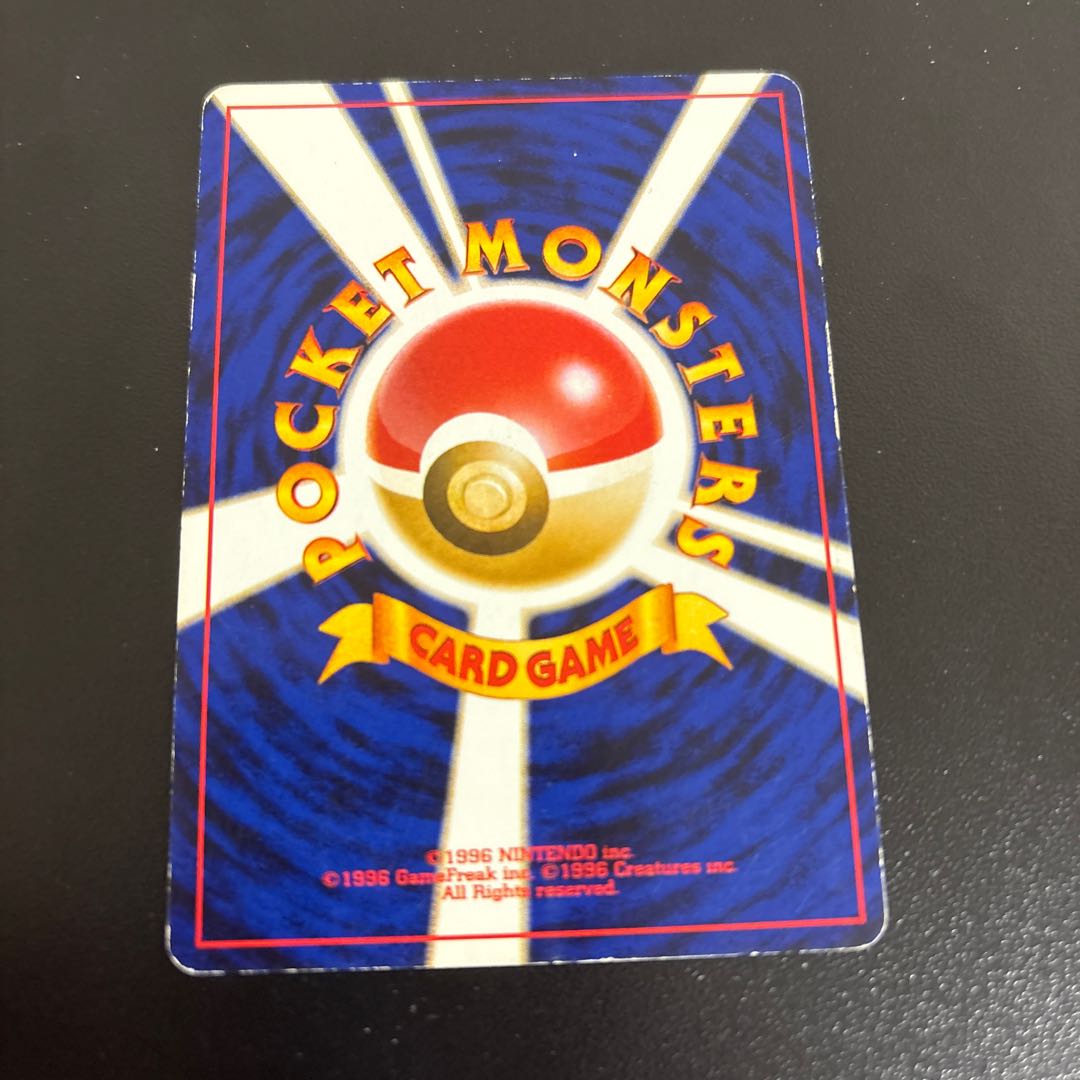 POCKET MONSTERS
CARD GAME
©1996 NINTENDO inc.
©1996 GameFreak inc. ©1996 Creatures inc.
All Rights reserved.